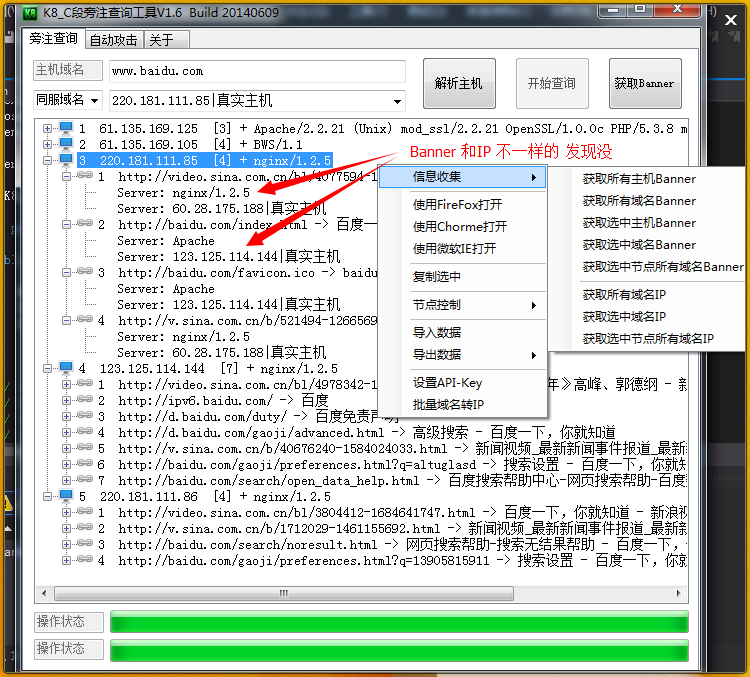 K8_C段旁注查询工具V1.6 Build 20140609
旁注查询 自动攻击 关于
主机域名 www.baidu.com
同服域名 220.181.111.85|真实主机
解析主机 开始查询 获取Banner
1 61.135.169.125 [3] + Apache/2.2.21 (Unix) mod_ssl/2.2.21 OpenSSL/1.0.0c PHP/5.3.8 m
2 61.135.169.105 [4] + BWS/1.1
3 220.181.111.85 [4] + nginx/1.2.5
Banner 和IP 不一样的 发现没
1 http://video.sina.com.cn/bl/4077594-1
Server: nginx/1.2.5
Server: 60.28.175.188|真实主机
2 http://baidu.com/index.html -> 百度一
Server: Apache
Server: 123.125.114.144|真实主机
3 http://baidu.com/favicon.ico -> baidu
Server: Apache
Server: 123.125.114.144|真实主机
4 http://v.sina.com.cn/b/521494-1266569
Server: nginx/1.2.5
Server: 60.28.175.188|真实主机
4 123.125.114.144 [7] + nginx/1.2.5
1 http://video.sina.com.cn/bl/4978342-1 年》高峰、郭德纲 - 新
2 http://ipv6.baidu.com/ -> 百度
3 http://d.baidu.com/duty/ -> 百度免责声明
4 http://d.baidu.com/gaoji/advanced.html -> 高级搜索 - 百度一下，你就知道
5 http://v.sina.com.cn/b/40676240-1584024033.html -> 新闻视频_最新新闻事件报道_最新
6 http://baidu.com/gaoji/preferences.html?q=altuglasd -> 搜索设置 - 百度一下，你就知
7 http://baidu.com/search/open_data_help.html -> 百度搜索帮助中心-网页搜索帮助-百度
5 220.181.111.86 [4] + nginx/1.2.5
1 http://video.sina.com.cn/bl/3804412-1684641747.html -> 百度一下，你就知道 - 新浪视
2 http://v.sina.com.cn/b/1712029-1461155692.html -> 新闻视频_最新新闻事件报道_最新
3 http://baidu.com/search/noresult.html -> 网页搜索帮助-搜索无结果帮助 - 百度一下，
4 http://baidu.com/gaoji/preferences.html?q=13905815911 -> 搜索设置 - 百度一下，你就
信息收集
使用FireFox打开
使用Chorme打开
使用微软IE打开
复制选中
节点控制
导入数据
导出数据
设置API-Key
批量域名转IP
获取所有主机Banner
获取所有域名Banner
获取选中主机Banner
获取选中域名Banner
获取选中节点所有域名Banner
获取所有域名IP
获取选中域名IP
获取选中节点所有域名IP
操作状态
操作状态